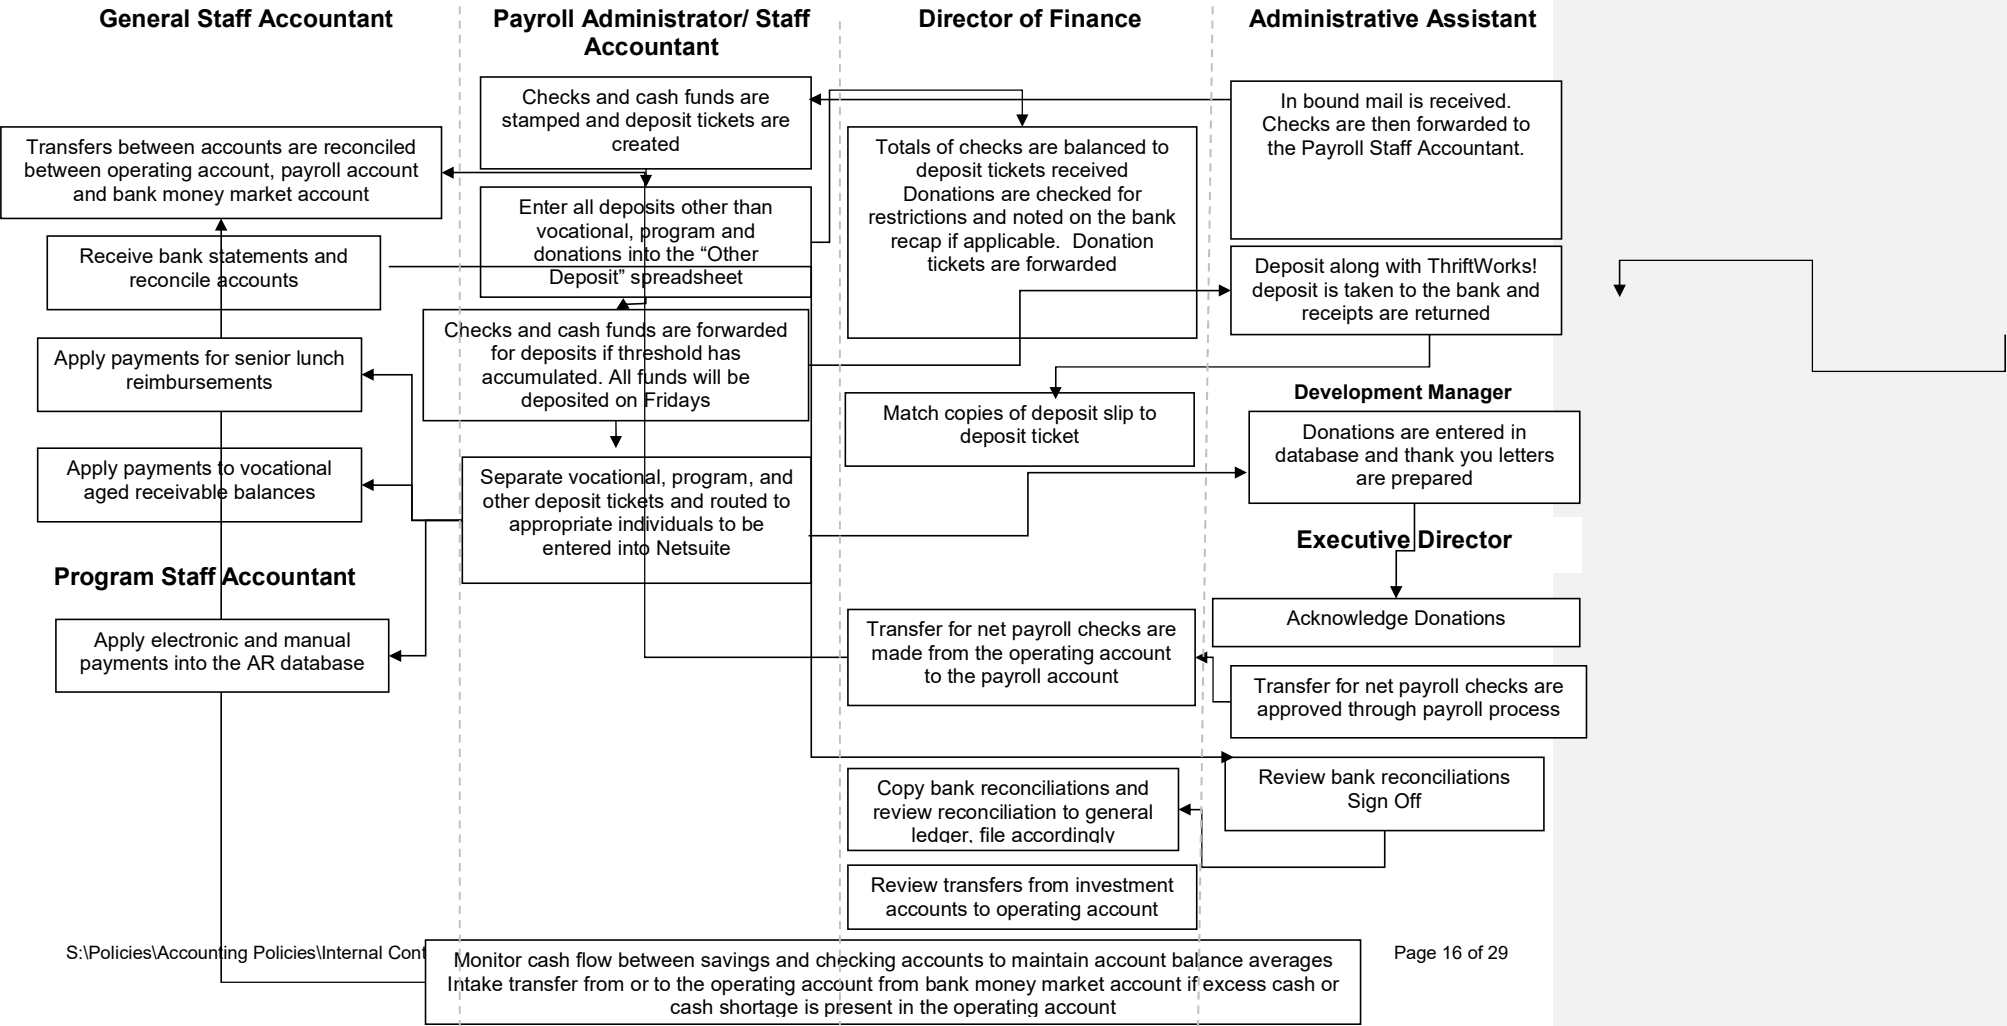 General Staff Accountant
Payroll Administrator/ Staff
Accountant
Director of Finance
Administrative Assistant
Checks and cash funds are
stamped and deposit tickets are
created
In bound mail is received.
Checks are then forwarded to
the Payroll Staff Accountant.
Transfers between accounts are reconciled
between operating account, payroll account
and bank money market account
Totals of checks are balanced to
deposit tickets received
Donations are checked for
restrictions and noted on the bank
recap if applicable.  Donation
tickets are forwarded
Enter all deposits other than
vocational, program and
donations into the “Other
Deposit” spreadsheet
Receive bank statements and
reconcile accounts
Deposit along with ThriftWorks!
deposit is taken to the bank and
receipts are returned
Checks and cash funds are forwarded
for deposits if threshold has
accumulated. All funds will be
deposited on Fridays
Apply payments for senior lunch
reimbursements
Match copies of deposit slip to
deposit ticket
Development Manager
Donations are entered in
database and thank you letters
are prepared
Apply payments to vocational
aged receivable balances
Separate vocational, program, and
other deposit tickets and routed to
appropriate individuals to be
entered into Netsuite
Executive Director
Program Staff Accountant
Acknowledge Donations
Apply electronic and manual
payments into the AR database
Transfer for net payroll checks are
made from the operating account
to the payroll account
Transfer for net payroll checks are
approved through payroll process
Review bank reconciliations
Sign Off
Copy bank reconciliations and
review reconciliation to general
ledger, file accordingly
Review transfers from investment
accounts to operating account
S:\Policies\Accounting Policies\Internal Cont
Page 16 of 29
Monitor cash flow between savings and checking accounts to maintain account balance averages
Intake transfer from or to the operating account from bank money market account if excess cash or
cash shortage is present in the operating account